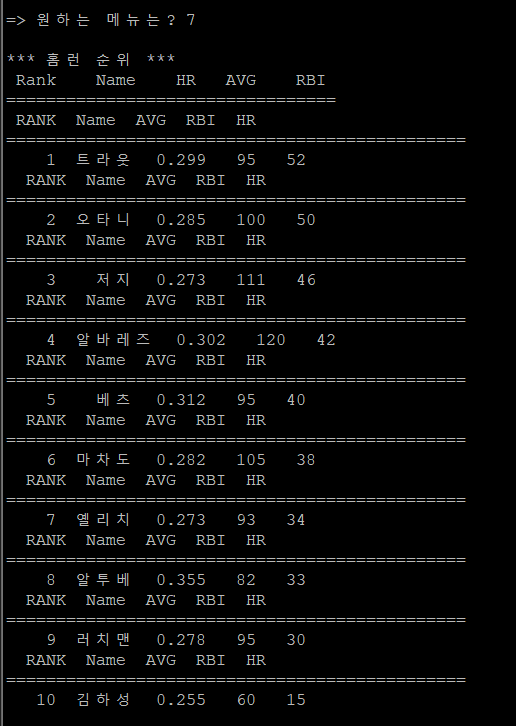 => 원하는 메뉴는? 7
*** 홈런 순위 ***
Rank Name HR AVG RBI
=================================
RANK Name AVG RBI HR
==============================================
1 트라웃 0.299 95 52
RANK Name AVG RBI HR
==============================================
2 오타니 0.285 100 50
RANK Name AVG RBI HR
==============================================
3 저지 0.273 111 46
RANK Name AVG RBI HR
==============================================
4 알바레즈 0.302 120 42
RANK Name AVG RBI HR
==============================================
5 베츠 0.312 95 40
RANK Name AVG RBI HR
==============================================
6 마차도 0.282 105 38
RANK Name AVG RBI HR
==============================================
7 옐리치 0.273 93 34
RANK Name AVG RBI HR
==============================================
8 알투베 0.355 82 33
RANK Name AVG RBI HR
==============================================
9 러치맨 0.278 95 30
RANK Name AVG RBI HR
==============================================
10 김하성 0.255 60 15